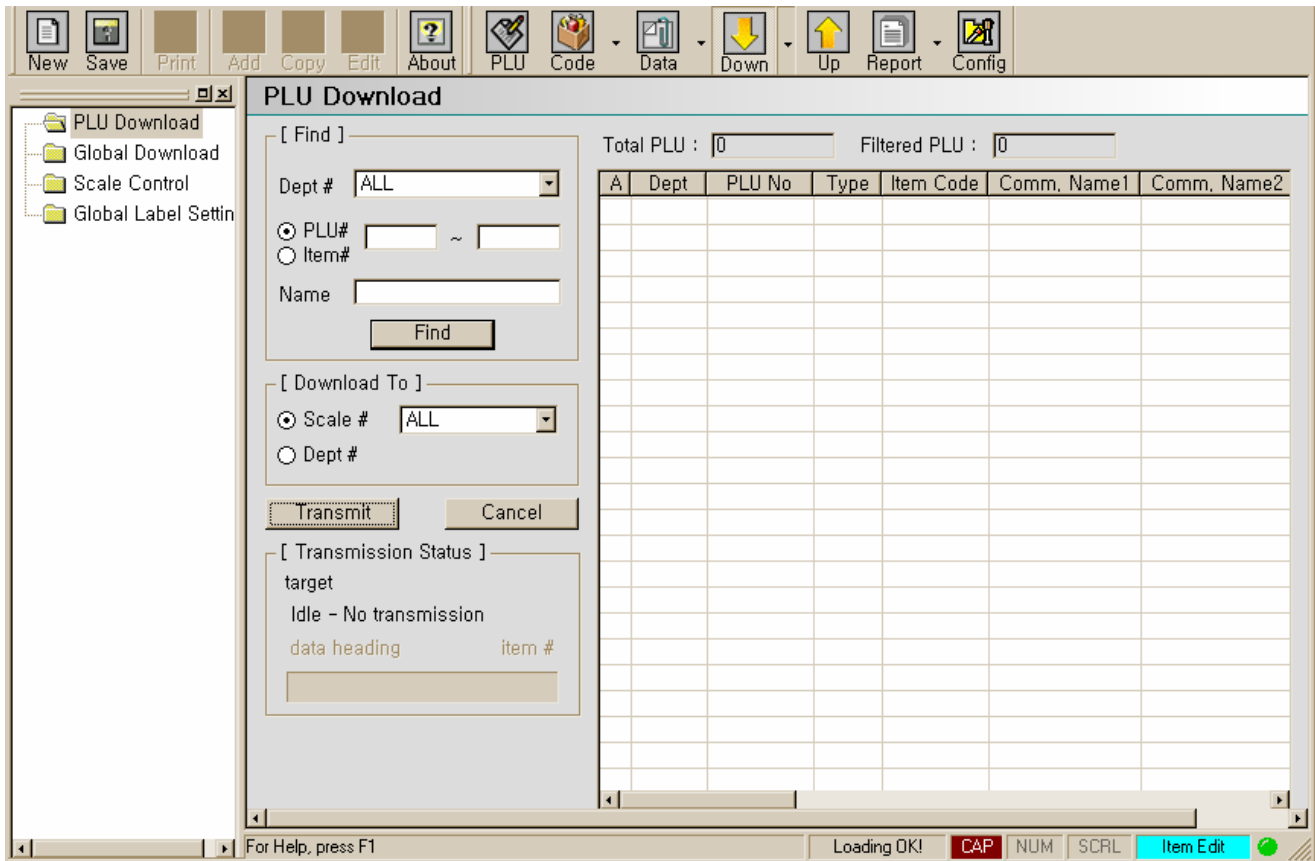 New Save Print Add Copy Edit About PLU Code Data Down Up Report Config
PLU Download
Global Download
Scale Control
Global Label Settin
PLU Download
[ Find ]
Dept # ALL
PLU# ~
Item#
Name
Find
[ Download To ]
Scale # ALL
Dept #
Transmit Cancel
[ Transmission Status ]
target
Idle - No transmission
data heading item #
Total PLU : 0 Filtered PLU : 0
A Dept PLU No Type Item Code Comm. Name1 Comm. Name2
For Help, press F1 Loading OK! CAP NUM SCRL Item Edit